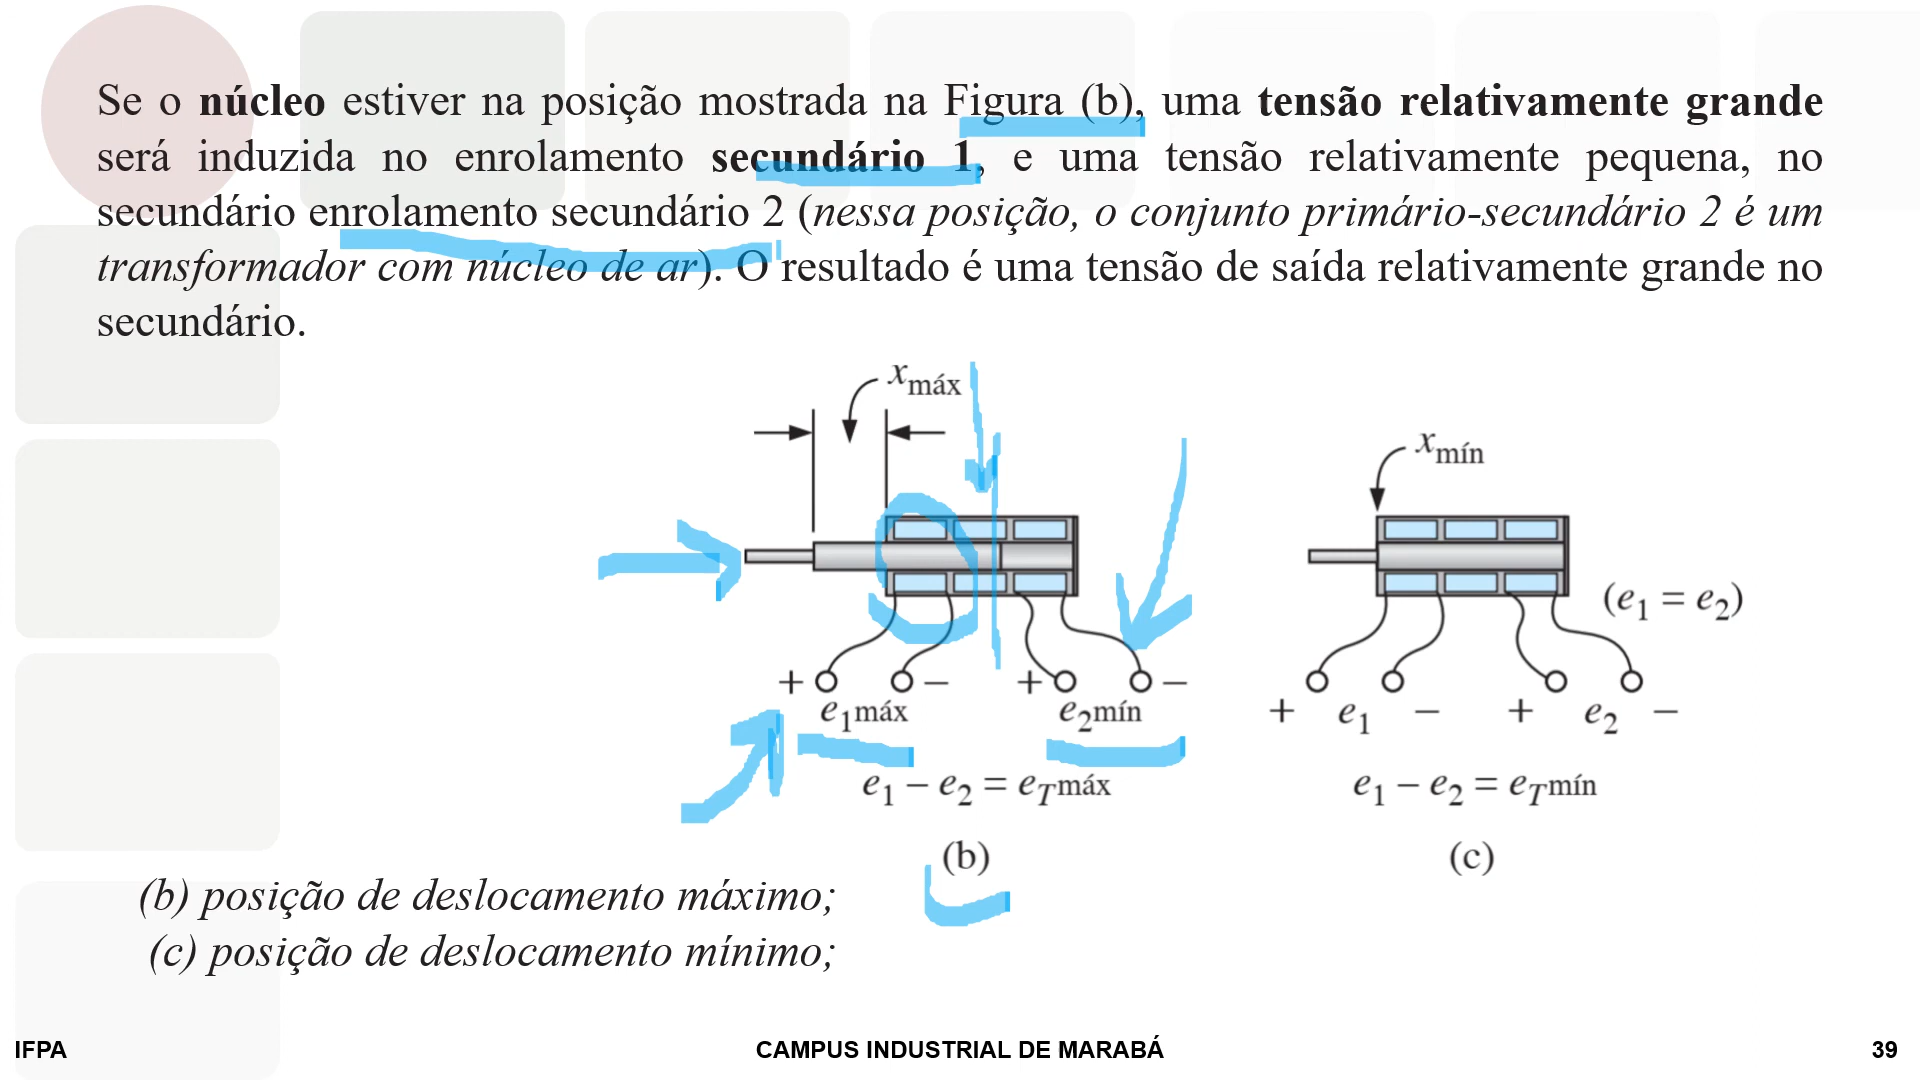 Se o núcleo estiver na posição mostrada na Figura (b), uma tensão relativamente grande
será induzida no enrolamento secundário 1, e uma tensão relativamente pequena, no
secundário enrolamento secundário 2 (nessa posição, o conjunto primário-secundário 2 é um
transformador com núcleo de ar). O resultado é uma tensão de saída relativamente grande no
secundário.
x máx
x mín
(e1 = e2)
+ – + –
e1máx e2mín
+ e1 – + e2 –
e1 – e2 = eTmáx
e1 – e2 = eTmín
(b)
(c)
(b) posição de deslocamento máximo;
(c) posição de deslocamento mínimo;
IFPA
CAMPUS INDUSTRIAL DE MARABÁ
39